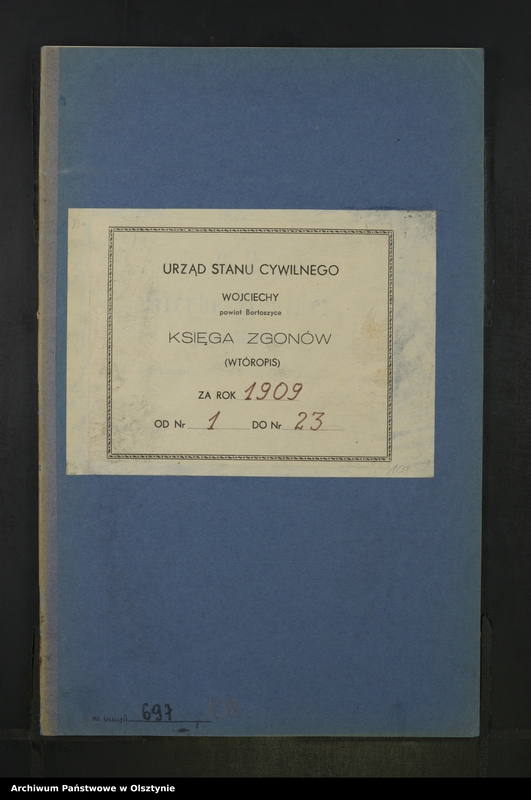 URZĄD STANU CYWILNEGO
WOJCIECHY
powiat Bartoszyce
KSIĘGA ZGONÓW
(WTÓROPIS)
ZA ROK 1909
OD Nr 1 DO Nr 23
697
Archiwum Państwowe w Olsztynie